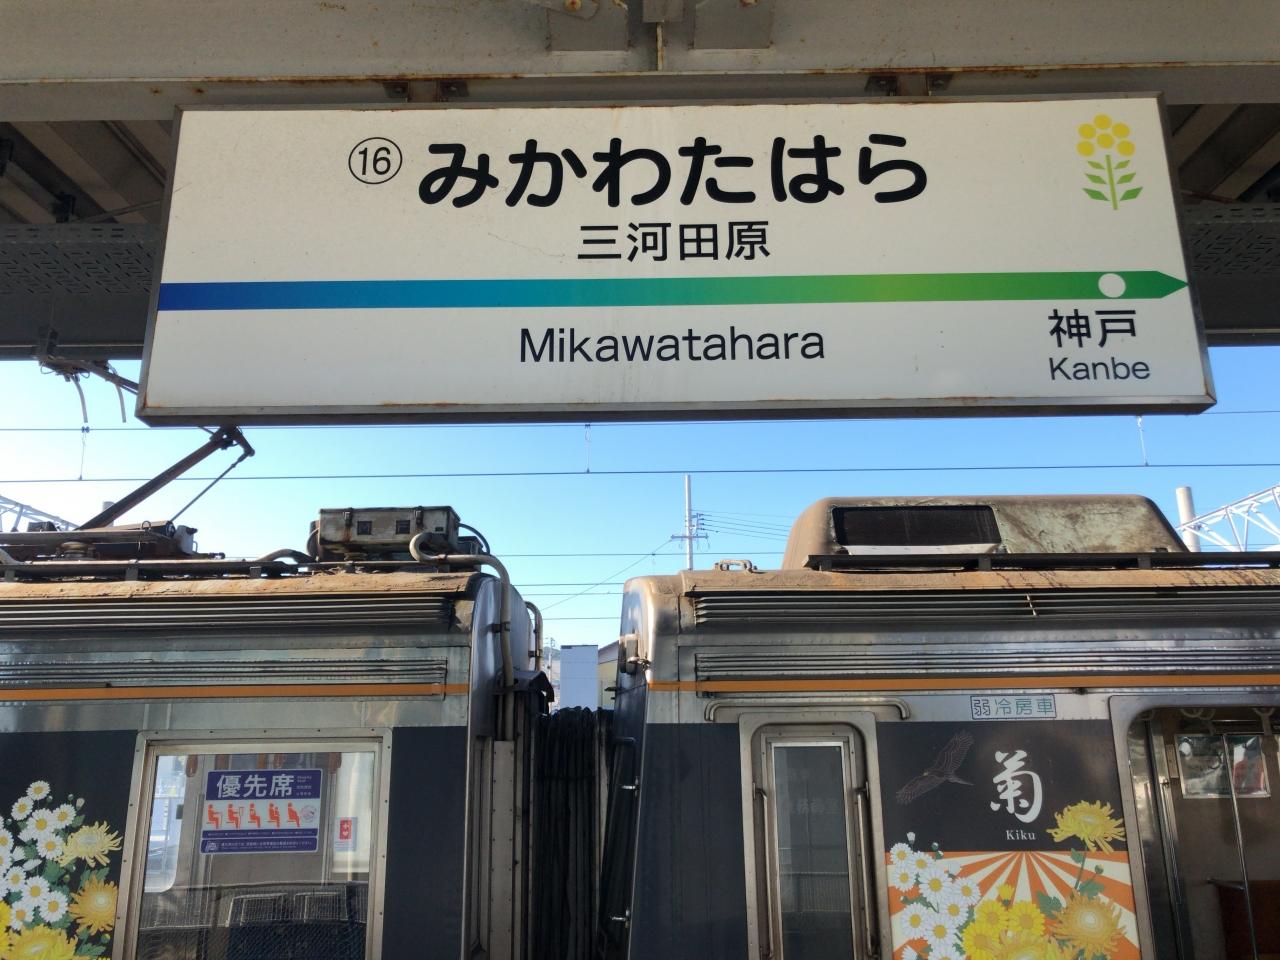 16 みかわたはら
三河田原
Mikawatahara
神戸
Kanbe
弱冷房車
優先席
菊
Kiku